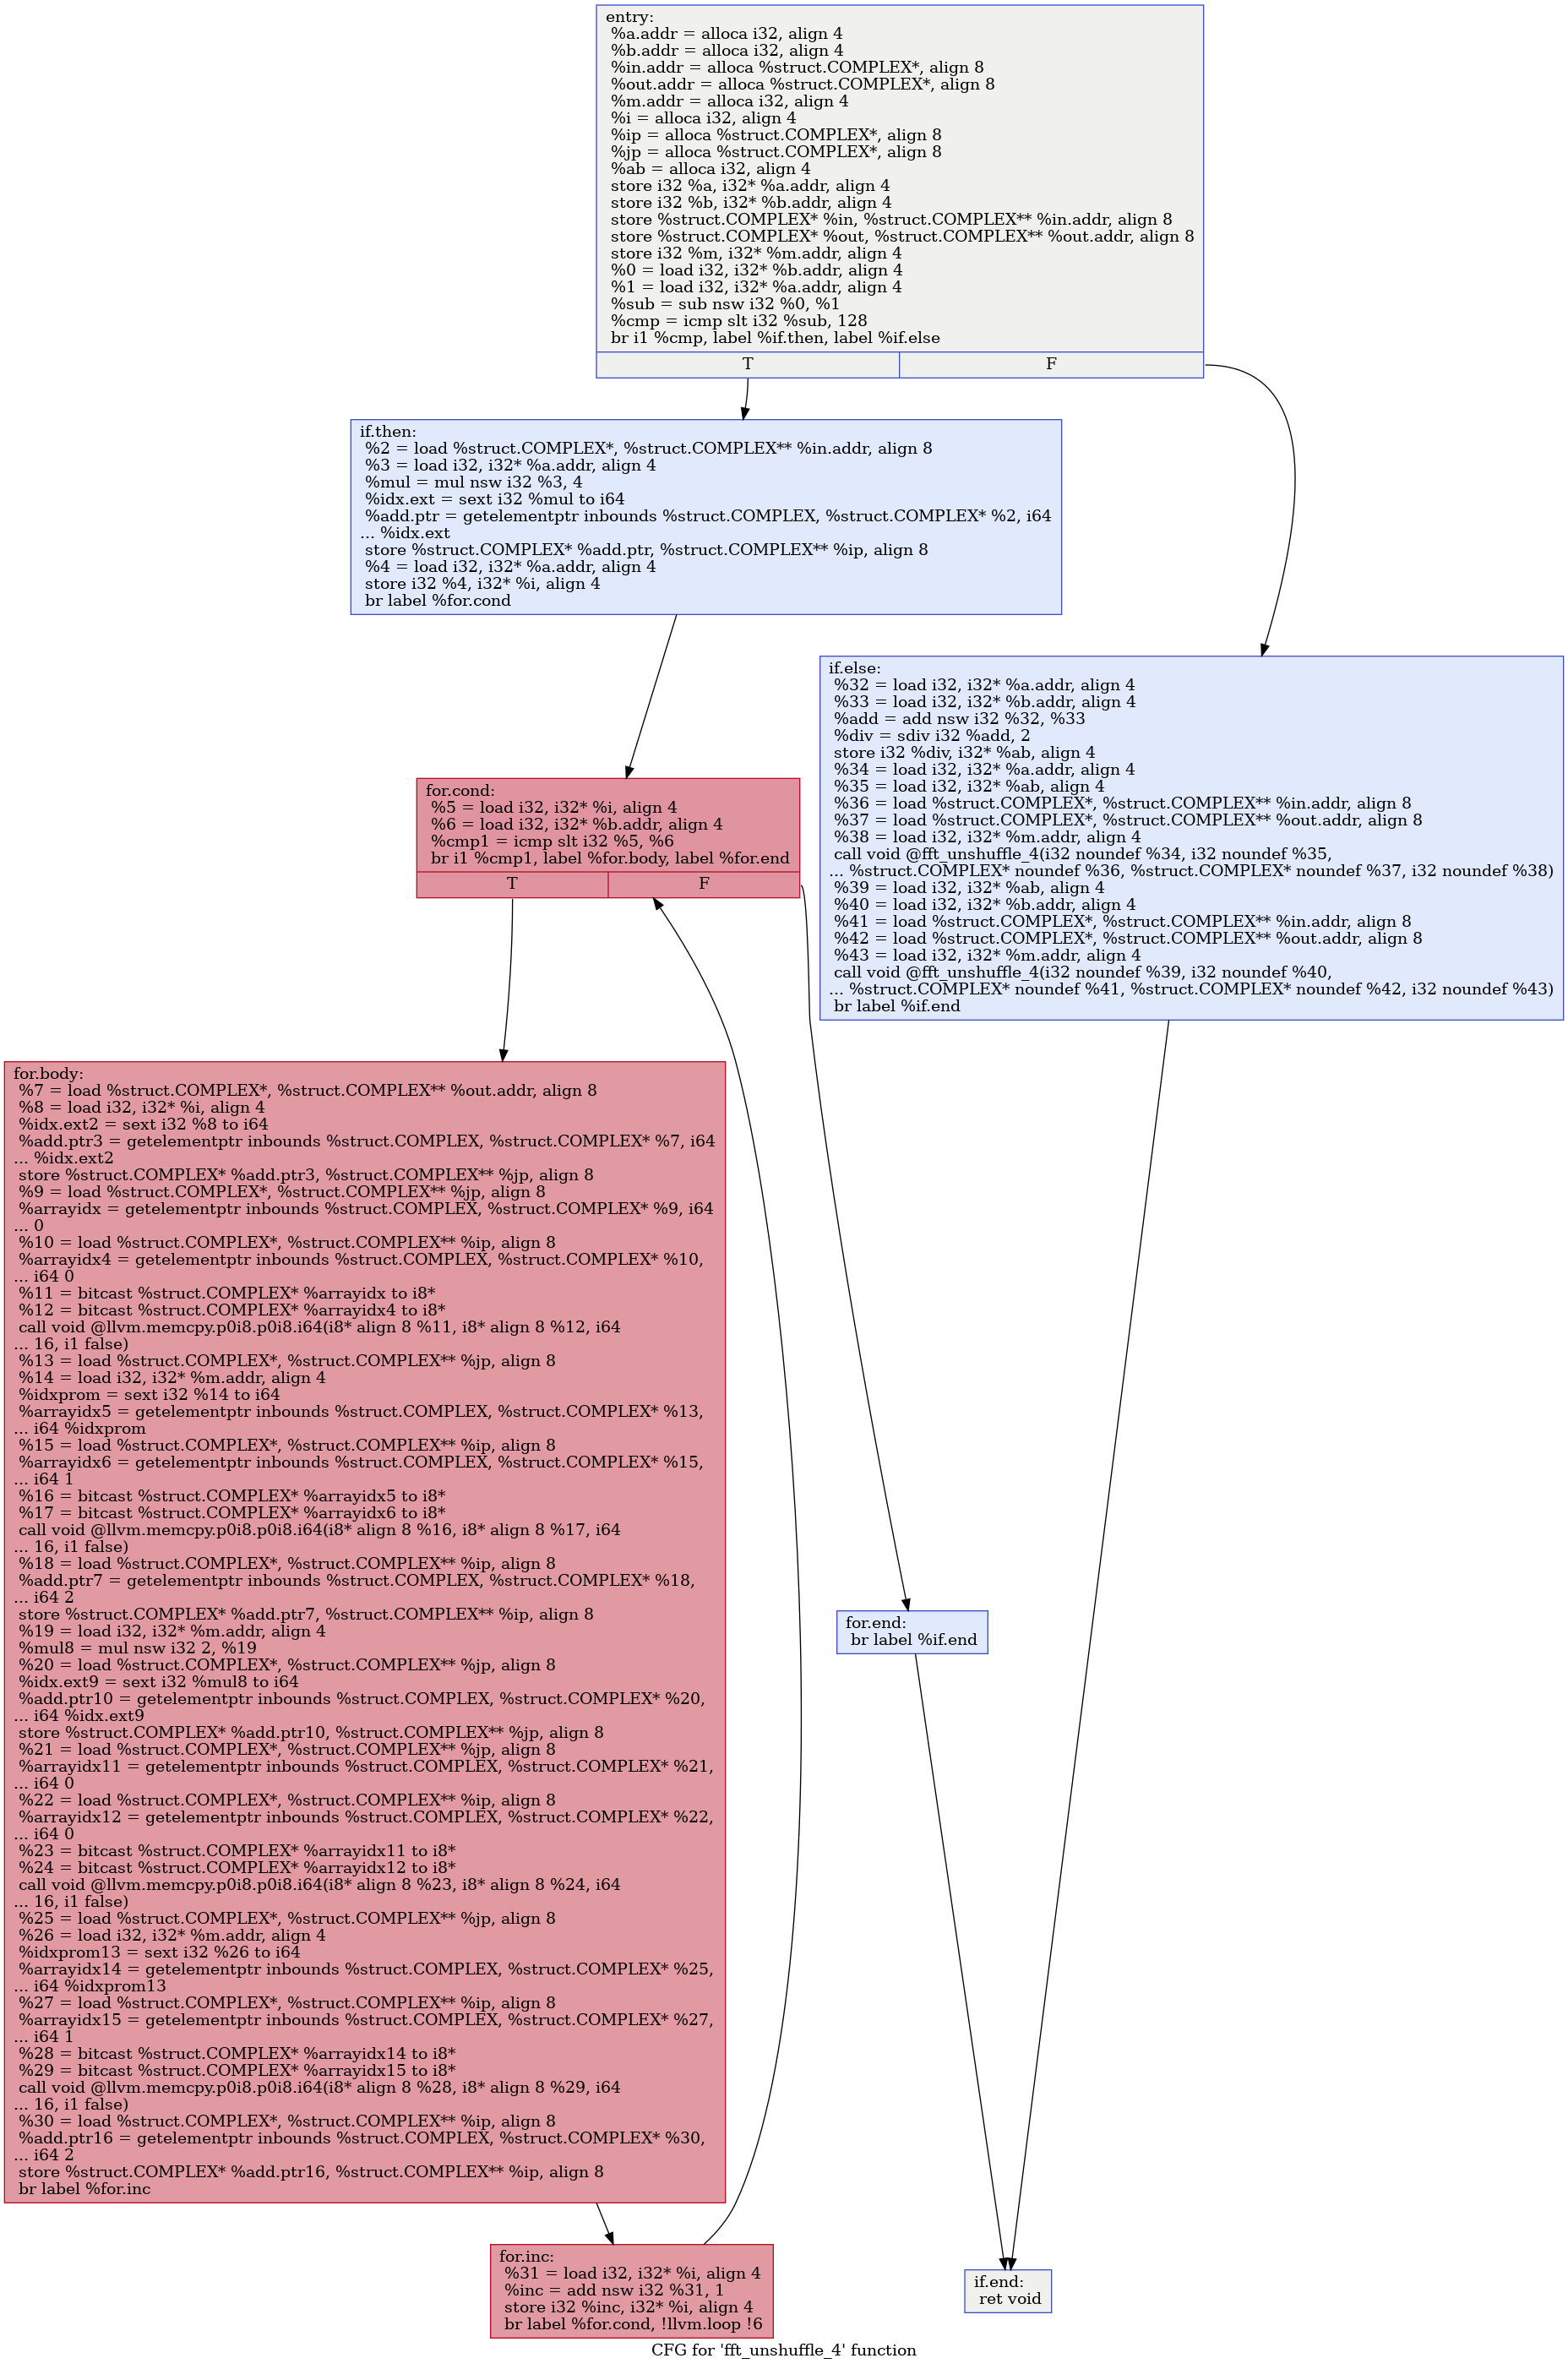 entry:
%a.addr = alloca i32, align 4
%b.addr = alloca i32, align 4
%in.addr = alloca %struct.COMPLEX*, align 8
%out.addr = alloca %struct.COMPLEX*, align 8
%m.addr = alloca i32, align 4
%i = alloca i32, align 4
%ip = alloca %struct.COMPLEX*, align 8
%jp = alloca %struct.COMPLEX*, align 8
%ab = alloca i32, align 4
store i32 %a, i32* %a.addr, align 4
store i32 %b, i32* %b.addr, align 4
store %struct.COMPLEX* %in, %struct.COMPLEX** %in.addr, align 8
store %struct.COMPLEX* %out, %struct.COMPLEX** %out.addr, align 8
store i32 %m, i32* %m.addr, align 4
%0 = load i32, i32* %b.addr, align 4
%1 = load i32, i32* %a.addr, align 4
%sub = sub nsw i32 %0, %1
%cmp = icmp slt i32 %sub, 128
br i1 %cmp, label %if.then, label %if.else
T F
if.then:
%2 = load %struct.COMPLEX*, %struct.COMPLEX** %in.addr, align 8
%3 = load i32, i32* %a.addr, align 4
%mul = mul nsw i32 %3, 4
%idx.ext = sext i32 %mul to i64
%add.ptr = getelementptr inbounds %struct.COMPLEX, %struct.COMPLEX* %2, i64
... %idx.ext
store %struct.COMPLEX* %add.ptr, %struct.COMPLEX** %ip, align 8
%4 = load i32, i32* %a.addr, align 4
store i32 %4, i32* %i, align 4
br label %for.cond
if.else:
%32 = load i32, i32* %a.addr, align 4
%33 = load i32, i32* %b.addr, align 4
%add = add nsw i32 %32, %33
%div = sdiv i32 %add, 2
store i32 %div, i32* %ab, align 4
%34 = load i32, i32* %a.addr, align 4
%35 = load i32, i32* %ab, align 4
%36 = load %struct.COMPLEX*, %struct.COMPLEX** %in.addr, align 8
%37 = load %struct.COMPLEX*, %struct.COMPLEX** %out.addr, align 8
%38 = load i32, i32* %m.addr, align 4
call void @fft_unshuffle_4(i32 noundef %34, i32 noundef %35,
... %struct.COMPLEX* noundef %36, %struct.COMPLEX* noundef %37, i32 noundef %38)
%39 = load i32, i32* %ab, align 4
%40 = load i32, i32* %b.addr, align 4
%41 = load %struct.COMPLEX*, %struct.COMPLEX** %in.addr, align 8
%42 = load %struct.COMPLEX*, %struct.COMPLEX** %out.addr, align 8
%43 = load i32, i32* %m.addr, align 4
call void @fft_unshuffle_4(i32 noundef %39, i32 noundef %40,
... %struct.COMPLEX* noundef %41, %struct.COMPLEX* noundef %42, i32 noundef %43)
br label %if.end
for.cond:
%5 = load i32, i32* %i, align 4
%6 = load i32, i32* %b.addr, align 4
%cmp1 = icmp slt i32 %5, %6
br i1 %cmp1, label %for.body, label %for.end
T F
for.body:
%7 = load %struct.COMPLEX*, %struct.COMPLEX** %out.addr, align 8
%8 = load i32, i32* %i, align 4
%idx.ext2 = sext i32 %8 to i64
%add.ptr3 = getelementptr inbounds %struct.COMPLEX, %struct.COMPLEX* %7, i64
... %idx.ext2
store %struct.COMPLEX* %add.ptr3, %struct.COMPLEX** %jp, align 8
%9 = load %struct.COMPLEX*, %struct.COMPLEX** %jp, align 8
%arrayidx = getelementptr inbounds %struct.COMPLEX, %struct.COMPLEX* %9, i64
... 0
%10 = load %struct.COMPLEX*, %struct.COMPLEX** %ip, align 8
%arrayidx4 = getelementptr inbounds %struct.COMPLEX, %struct.COMPLEX* %10,
... i64 0
%11 = bitcast %struct.COMPLEX* %arrayidx to i8*
%12 = bitcast %struct.COMPLEX* %arrayidx4 to i8*
call void @llvm.memcpy.p0i8.p0i8.i64(i8* align 8 %11, i8* align 8 %12, i64
... 16, i1 false)
%13 = load %struct.COMPLEX*, %struct.COMPLEX** %jp, align 8
%14 = load i32, i32* %m.addr, align 4
%idxprom = sext i32 %14 to i64
%arrayidx5 = getelementptr inbounds %struct.COMPLEX, %struct.COMPLEX* %13,
... i64 %idxprom
%15 = load %struct.COMPLEX*, %struct.COMPLEX** %ip, align 8
%arrayidx6 = getelementptr inbounds %struct.COMPLEX, %struct.COMPLEX* %15,
... i64 1
%16 = bitcast %struct.COMPLEX* %arrayidx5 to i8*
%17 = bitcast %struct.COMPLEX* %arrayidx6 to i8*
call void @llvm.memcpy.p0i8.p0i8.i64(i8* align 8 %16, i8* align 8 %17, i64
... 16, i1 false)
%18 = load %struct.COMPLEX*, %struct.COMPLEX** %ip, align 8
%add.ptr7 = getelementptr inbounds %struct.COMPLEX, %struct.COMPLEX* %18,
... i64 2
store %struct.COMPLEX* %add.ptr7, %struct.COMPLEX** %ip, align 8
%19 = load i32, i32* %m.addr, align 4
%mul8 = mul nsw i32 2, %19
%20 = load %struct.COMPLEX*, %struct.COMPLEX** %jp, align 8
%idx.ext9 = sext i32 %mul8 to i64
%add.ptr10 = getelementptr inbounds %struct.COMPLEX, %struct.COMPLEX* %20,
... i64 %idx.ext9
store %struct.COMPLEX* %add.ptr10, %struct.COMPLEX** %jp, align 8
%21 = load %struct.COMPLEX*, %struct.COMPLEX** %jp, align 8
%arrayidx11 = getelementptr inbounds %struct.COMPLEX, %struct.COMPLEX* %21,
... i64 0
%22 = load %struct.COMPLEX*, %struct.COMPLEX** %ip, align 8
%arrayidx12 = getelementptr inbounds %struct.COMPLEX, %struct.COMPLEX* %22,
... i64 0
%23 = bitcast %struct.COMPLEX* %arrayidx11 to i8*
%24 = bitcast %struct.COMPLEX* %arrayidx12 to i8*
call void @llvm.memcpy.p0i8.p0i8.i64(i8* align 8 %23, i8* align 8 %24, i64
... 16, i1 false)
%25 = load %struct.COMPLEX*, %struct.COMPLEX** %jp, align 8
%26 = load i32, i32* %m.addr, align 4
%idxprom13 = sext i32 %26 to i64
%arrayidx14 = getelementptr inbounds %struct.COMPLEX, %struct.COMPLEX* %25,
... i64 %idxprom13
%27 = load %struct.COMPLEX*, %struct.COMPLEX** %ip, align 8
%arrayidx15 = getelementptr inbounds %struct.COMPLEX, %struct.COMPLEX* %27,
... i64 1
%28 = bitcast %struct.COMPLEX* %arrayidx14 to i8*
%29 = bitcast %struct.COMPLEX* %arrayidx15 to i8*
call void @llvm.memcpy.p0i8.p0i8.i64(i8* align 8 %28, i8* align 8 %29, i64
... 16, i1 false)
%30 = load %struct.COMPLEX*, %struct.COMPLEX** %ip, align 8
%add.ptr16 = getelementptr inbounds %struct.COMPLEX, %struct.COMPLEX* %30,
... i64 2
store %struct.COMPLEX* %add.ptr16, %struct.COMPLEX** %ip, align 8
br label %for.inc
for.end:
br label %if.end
for.inc:
%31 = load i32, i32* %i, align 4
%inc = add nsw i32 %31, 1
store i32 %inc, i32* %i, align 4
br label %for.cond, !llvm.loop !6
if.end:
ret void
CFG for 'fft_unshuffle_4' function